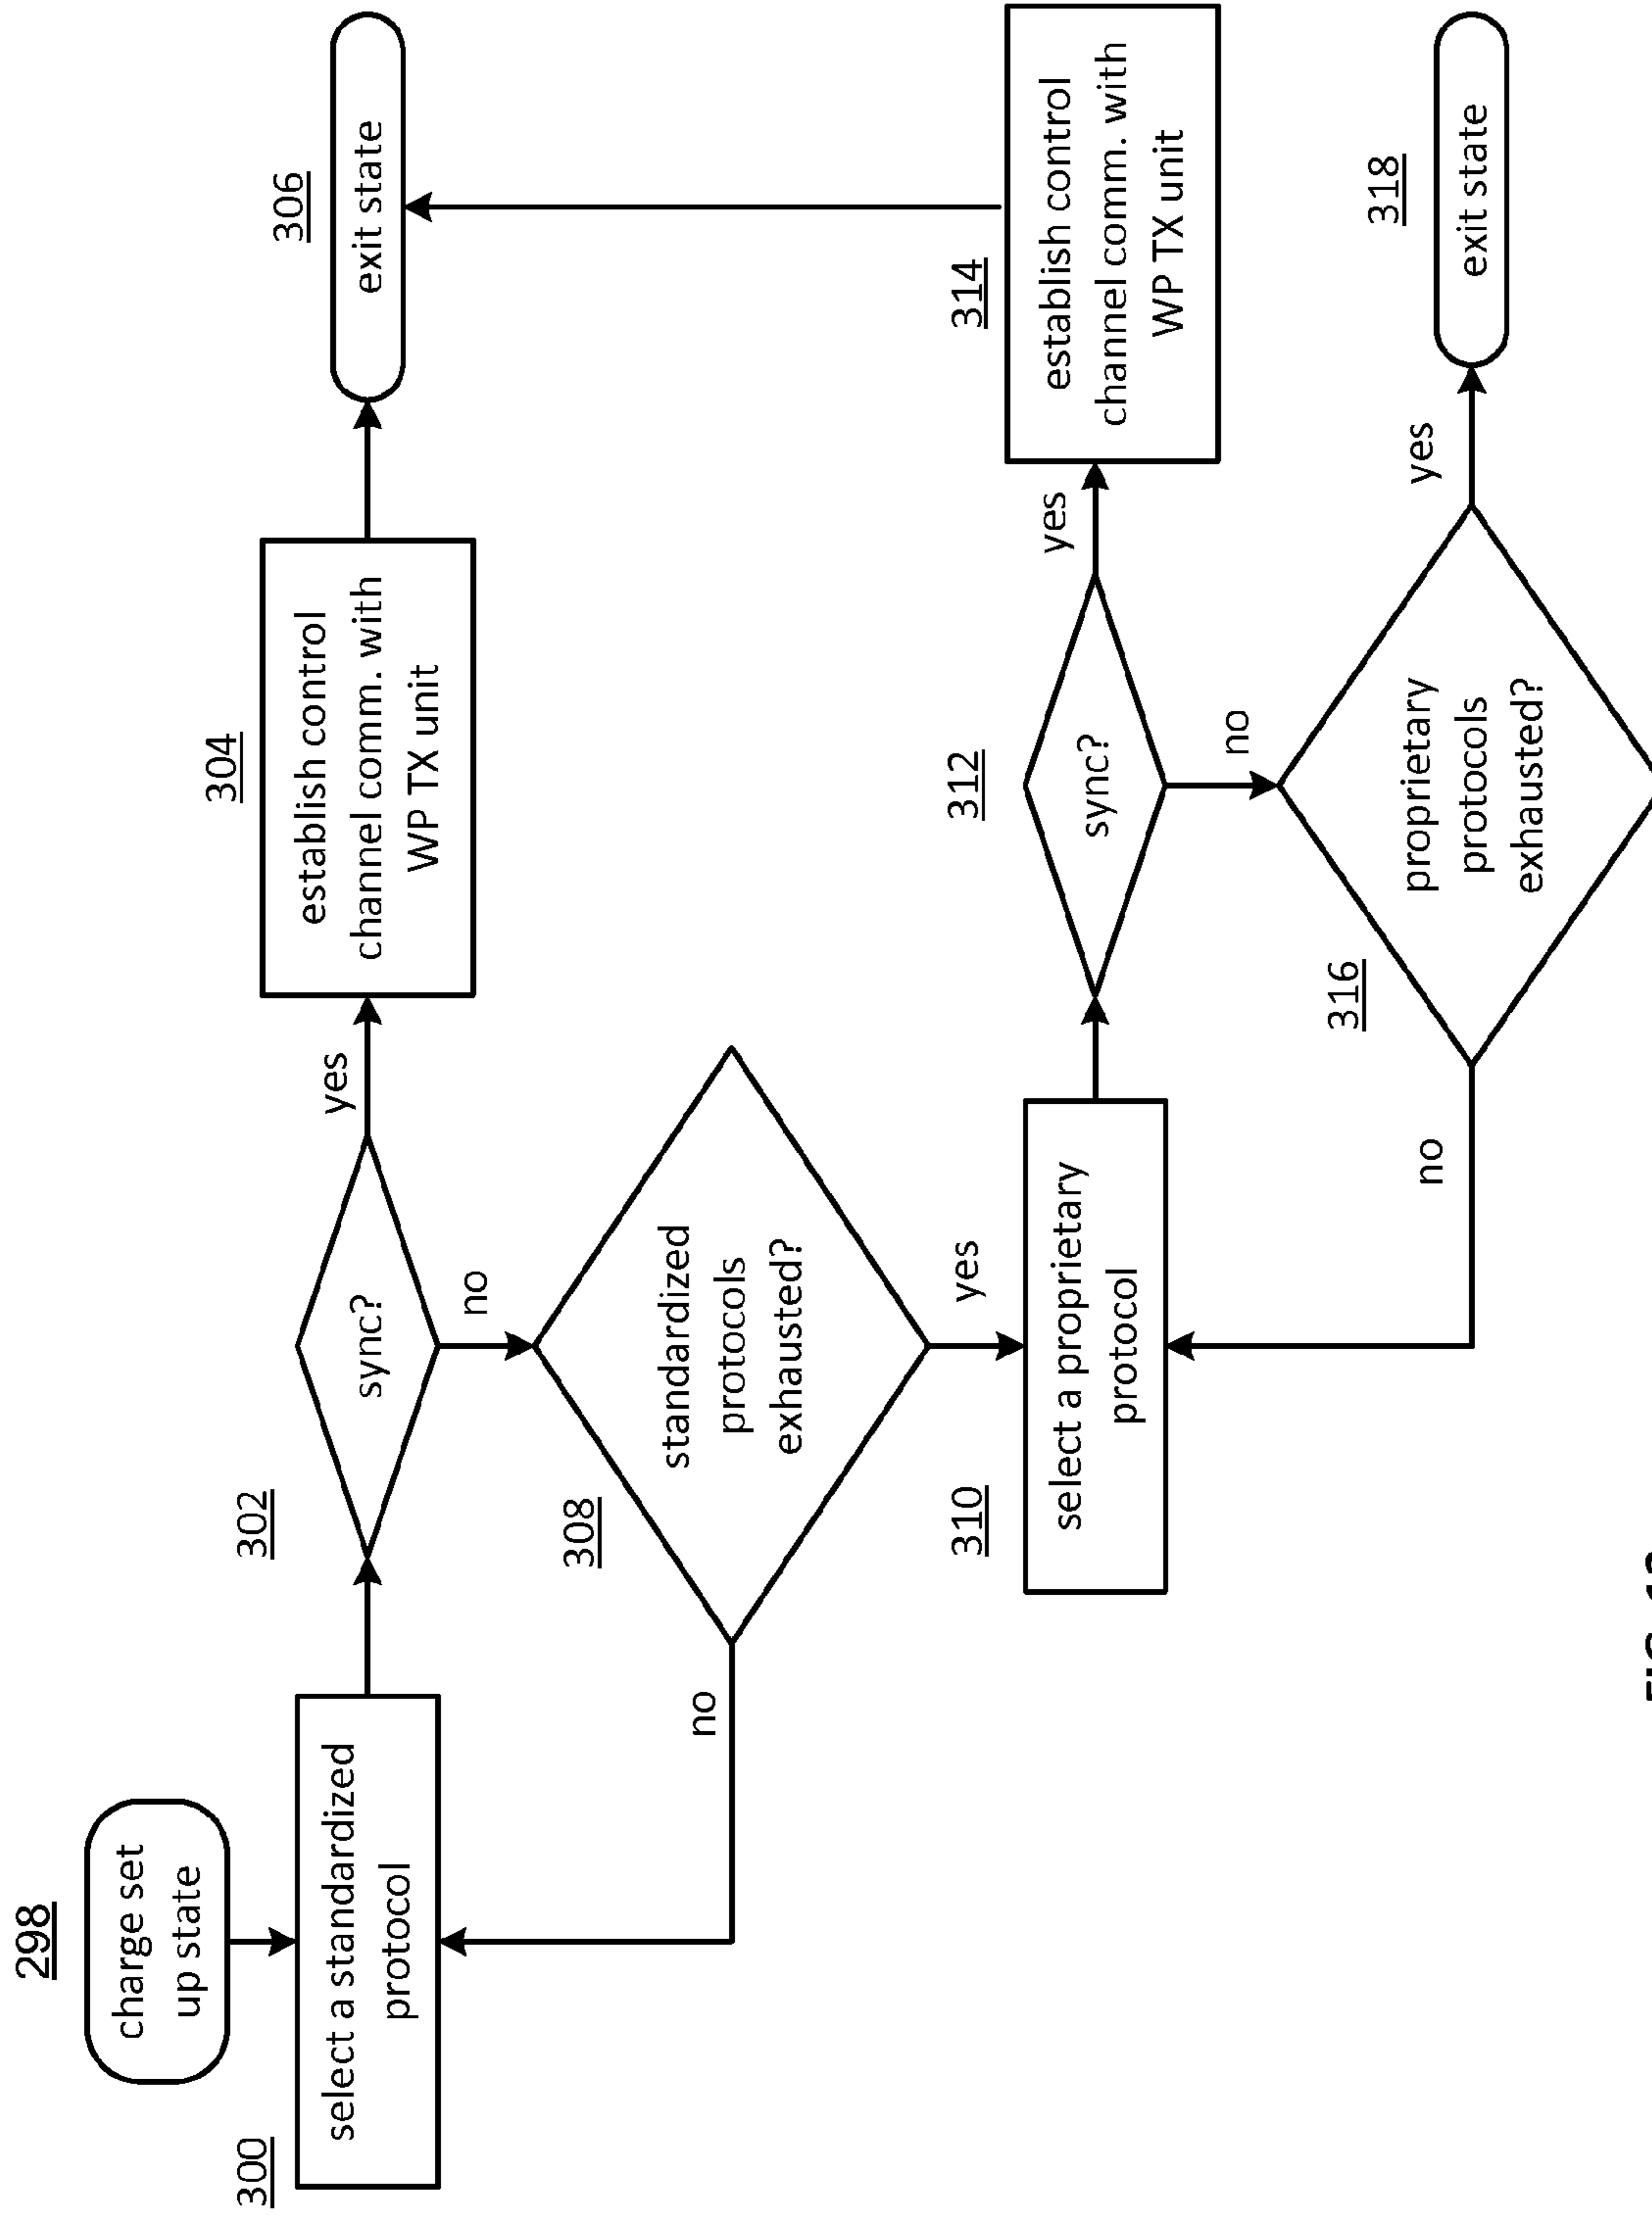 298
charge set
up state
300
select a standardized
protocol
302
sync?
yes
304
establish control
channel comm. with
WP TX unit
306
exit state
no
308
standardized
protocols
exhausted?
no
yes
310
select a proprietary
protocol
312
sync?
yes
314
establish control
channel comm. with
WP TX unit
no
316
proprietary
protocols
exhausted?
no
yes
318
exit state